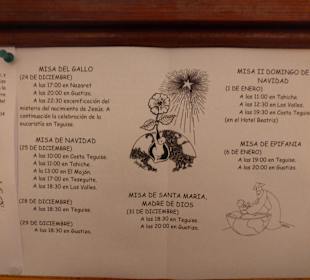 MISA DEL GALLO
(24 DE DICIEMBRE)
A las 17:00 en Nazaret
A las 20:00 en Guatiza.
A las 22:30 escenificación del
misterio del nacimiento de Jesús. A
continuación la celebración de la
eucaristía en Teguise.
MISA DE NAVIDAD
(25 DE DICIEMBRE)
A las 10:00 en Costa Teguise.
A las 11:30 en Tahiche.
A la 13:00 en El Mojón.
A las 17:00 en Teseguite.
A las 18:30 en Los Valles.
(28 DE DICIEMBRE)
A las 18:30 en Teguise.
(29 DE DICIEMBRE)
A las 18:30 en Guatiza.
MISA DE SANTA MARIA,
MADRE DE DIOS
(31 DE DICIEMBRE)
A las 18:30 en Teguise.
A las 20:00 en Guatiza.
MISA II DOMINGO DE
NAVIDAD
(1 DE ENERO)
A las 11:00 en Tahiche.
A las 12:30 en Los Valles.
A las 19:30 en Costa Teguise
(en el Hotel Beatriz)
MISA DE EPIFANIA
(6 DE ENERO)
A las 19:00 en Teguise.
A las 20:00 en Guatiza.